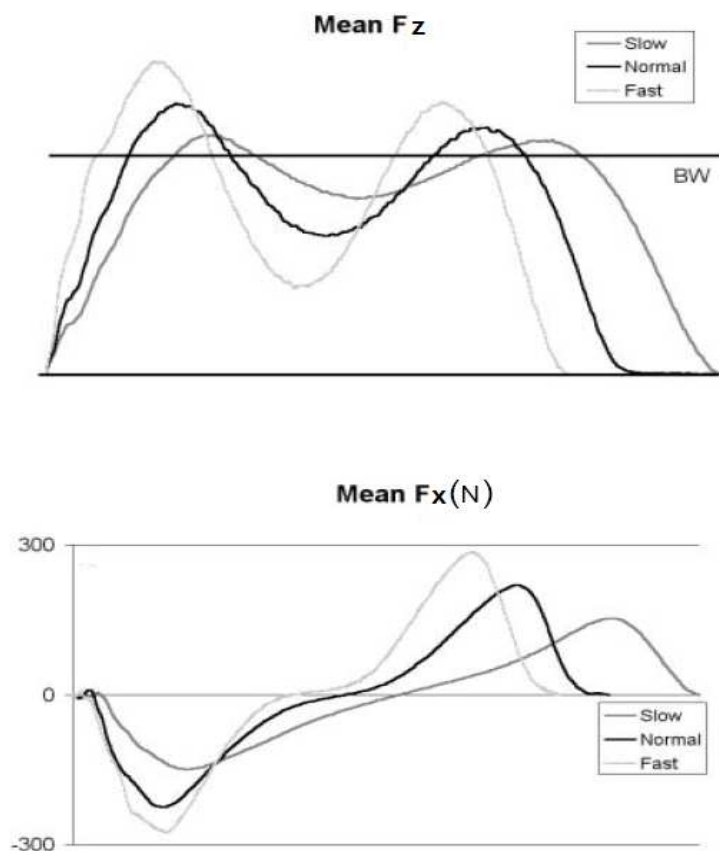 Mean Fz
Slow
Normal
Fast
BW
Mean Fx(N)
300
0
Slow
Normal
Fast
-300